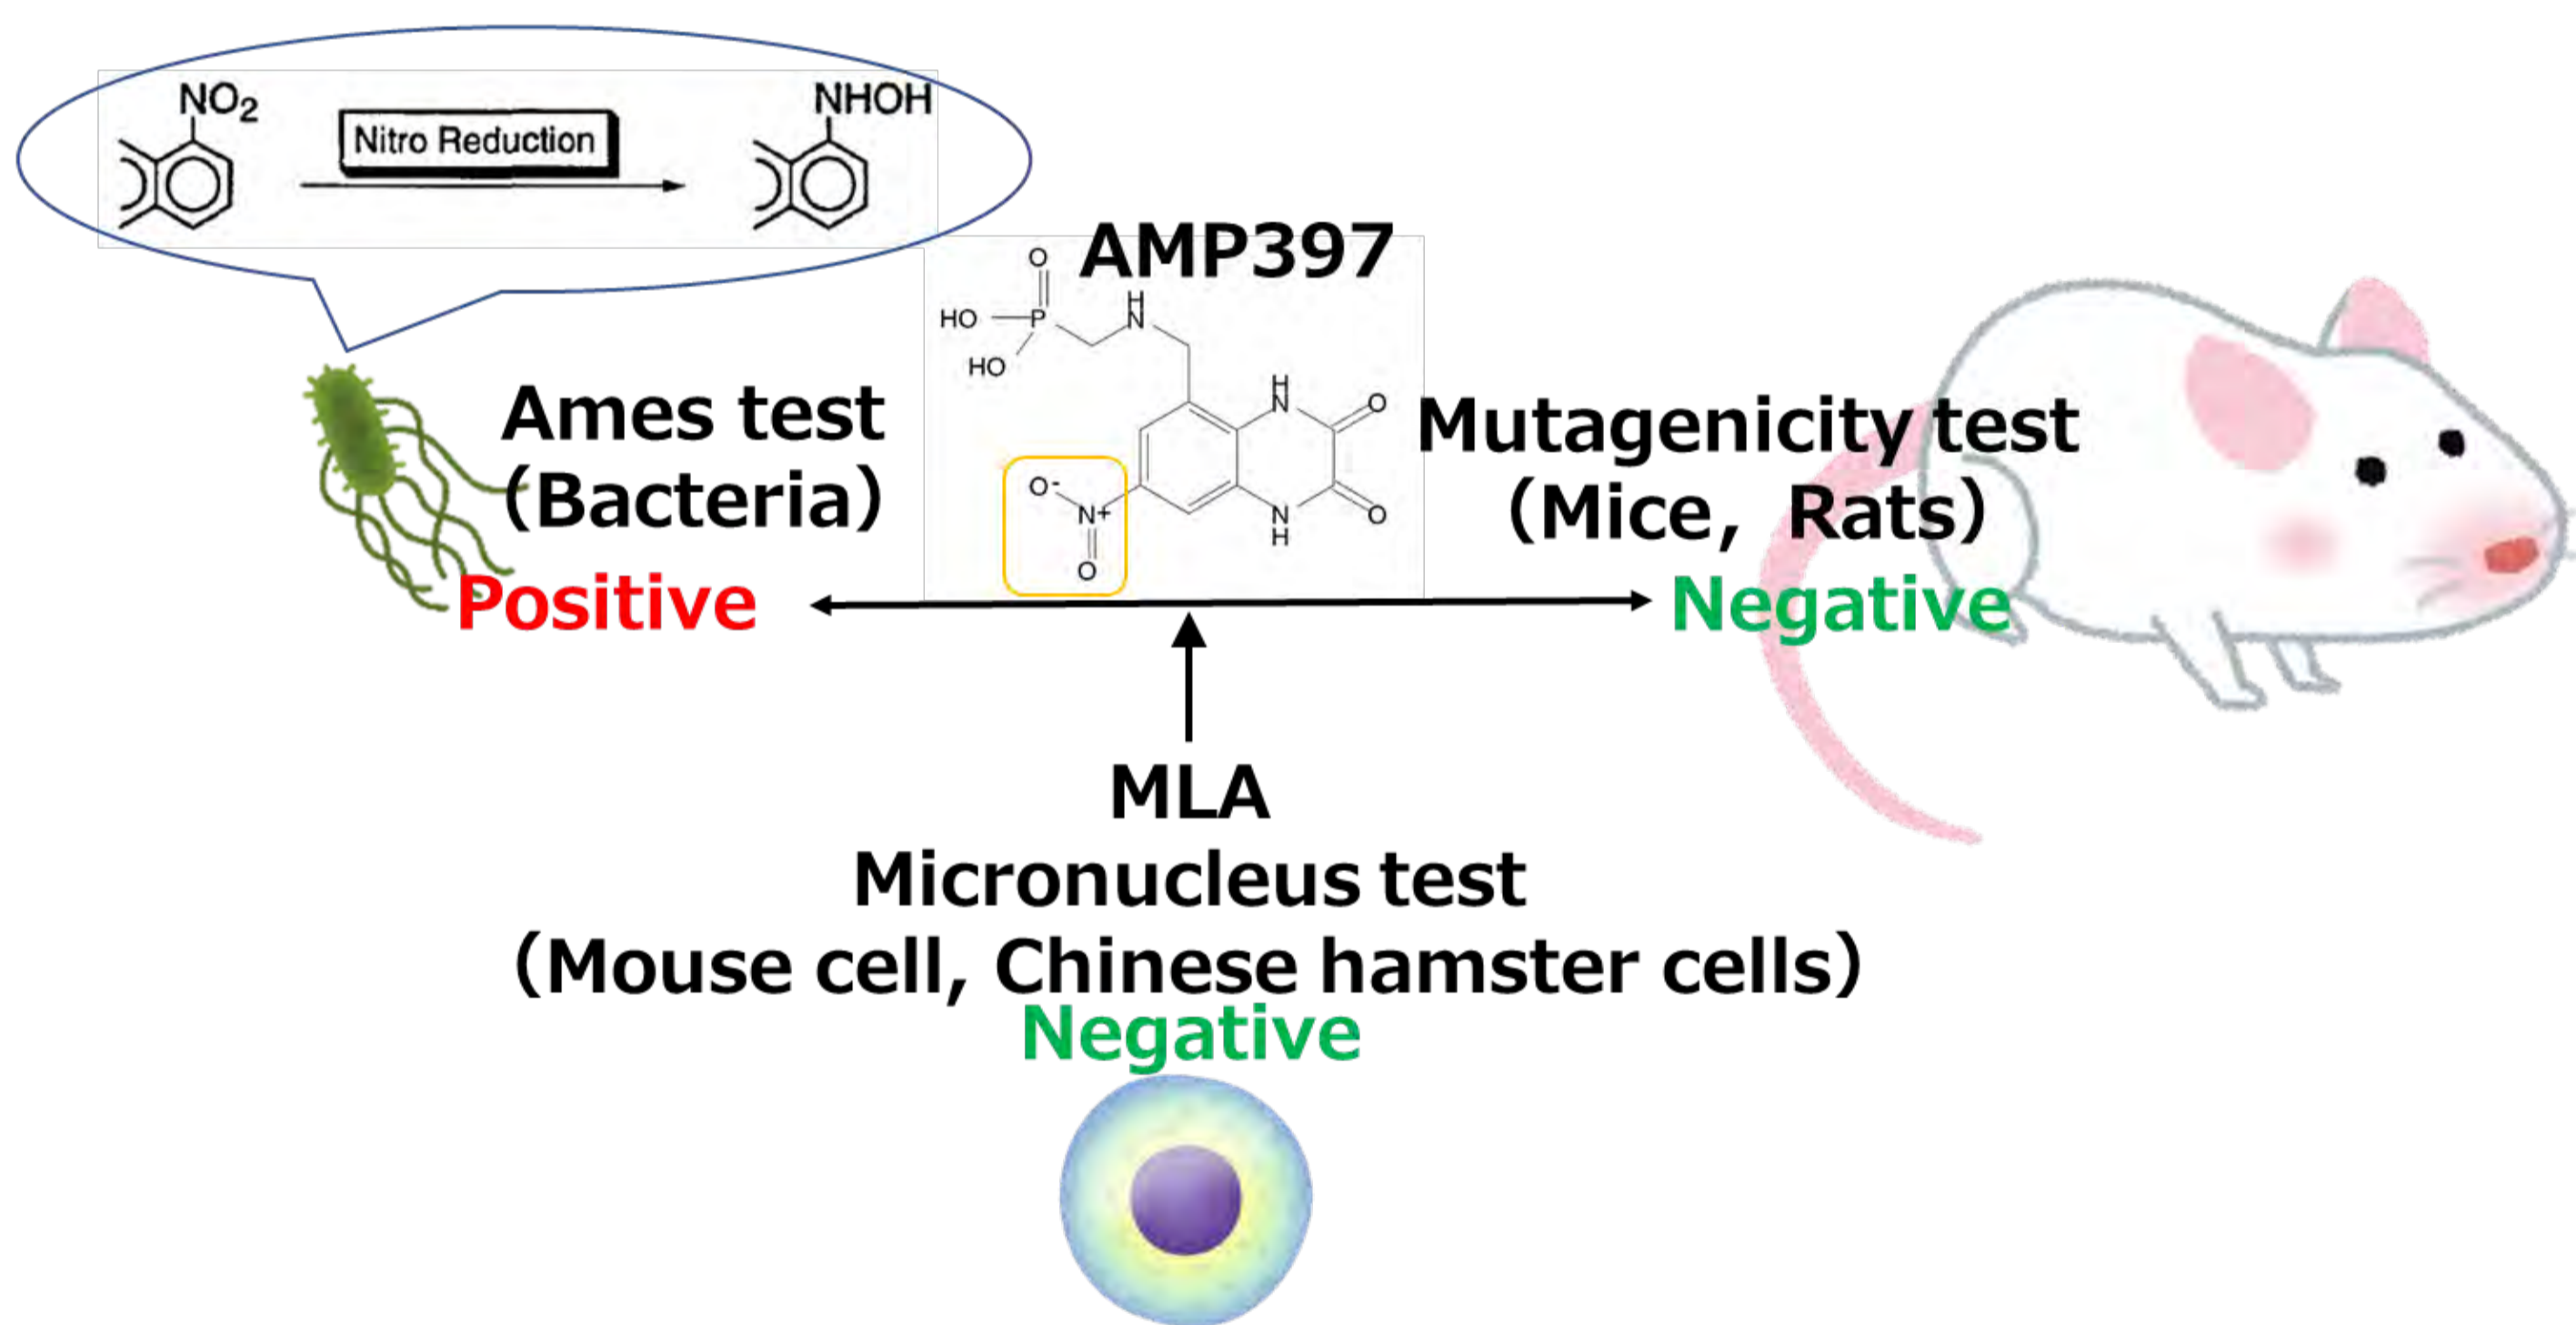 NO2
Nitro Reduction
NHOH
AMP397
O
HO
P
H
N
HO
H
N
O
O-
N+
O
N
H
O
Ames test
(Bacteria)
Positive
Mutagenicity test
(Mice, Rats)
Negative
MLA
Micronucleus test
(Mouse cell, Chinese hamster cells)
Negative